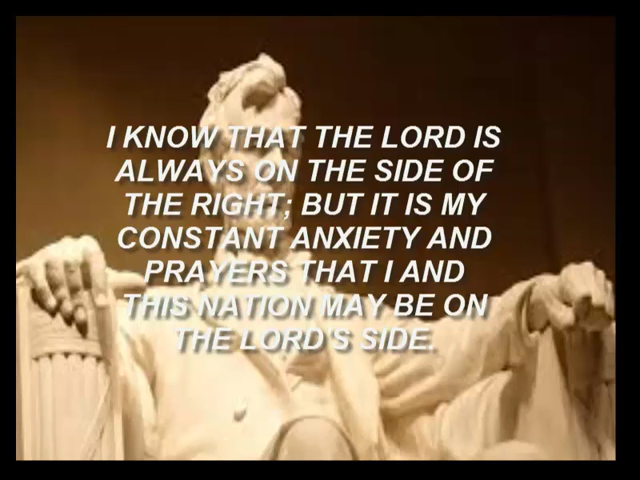 I KNOW THAT THE LORD IS
ALWAYS ON THE SIDE OF
THE RIGHT; BUT IT IS MY
CONSTANT ANXIETY AND
PRAYERS THAT I AND
THIS NATION MAY BE ON
THE LORD'S SIDE.